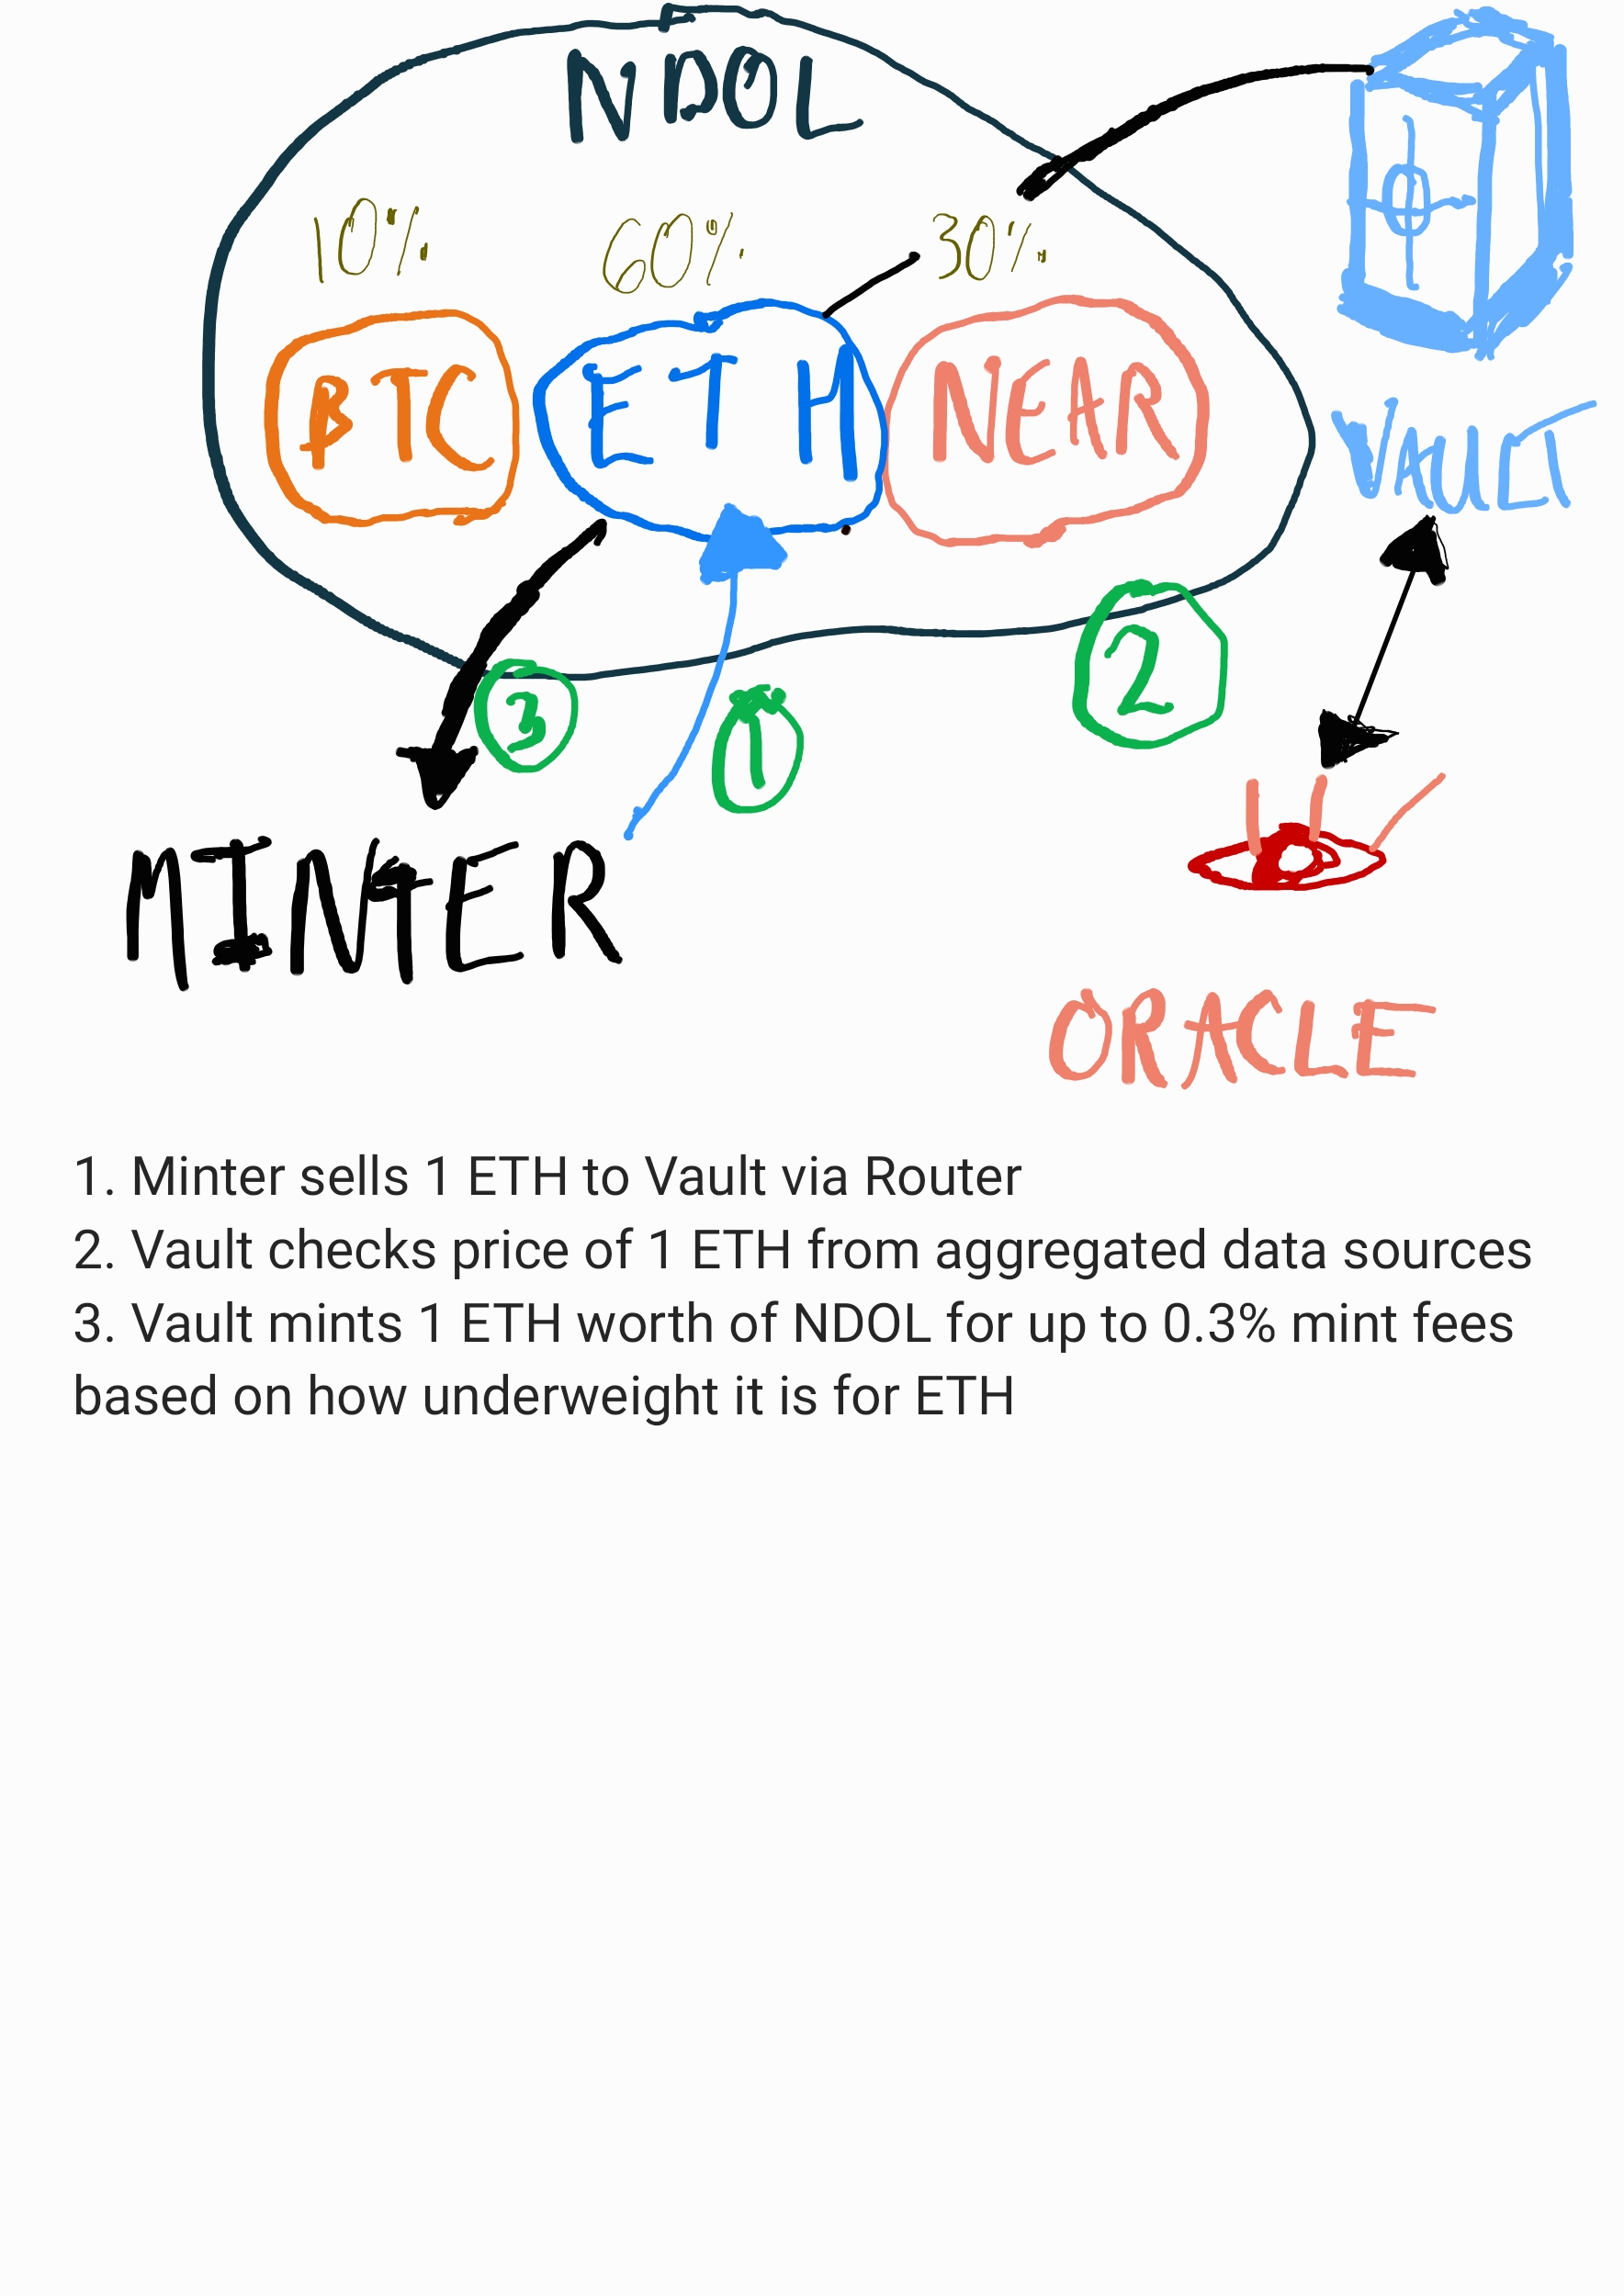 NDOL
10% 60% 30%
BTC ETH NEAR
VAULT
3 1 2
MINTER
ORACLE
1. Minter sells 1 ETH to Vault via Router
2. Vault checks price of 1 ETH from aggregated data sources
3. Vault mints 1 ETH worth of NDOL for up to 0.3% mint fees
based on how underweight it is for ETH